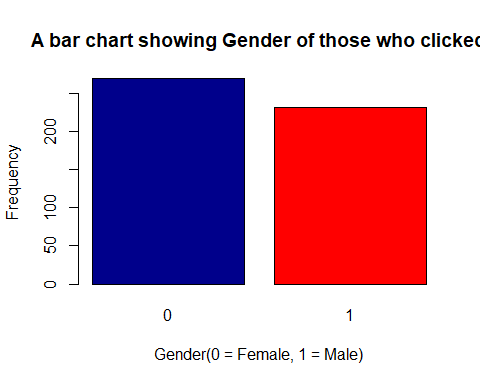 A bar chart showing Gender of those who clicked
Frequency
200
100
50
0
0
1
Gender(0 = Female, 1 = Male)